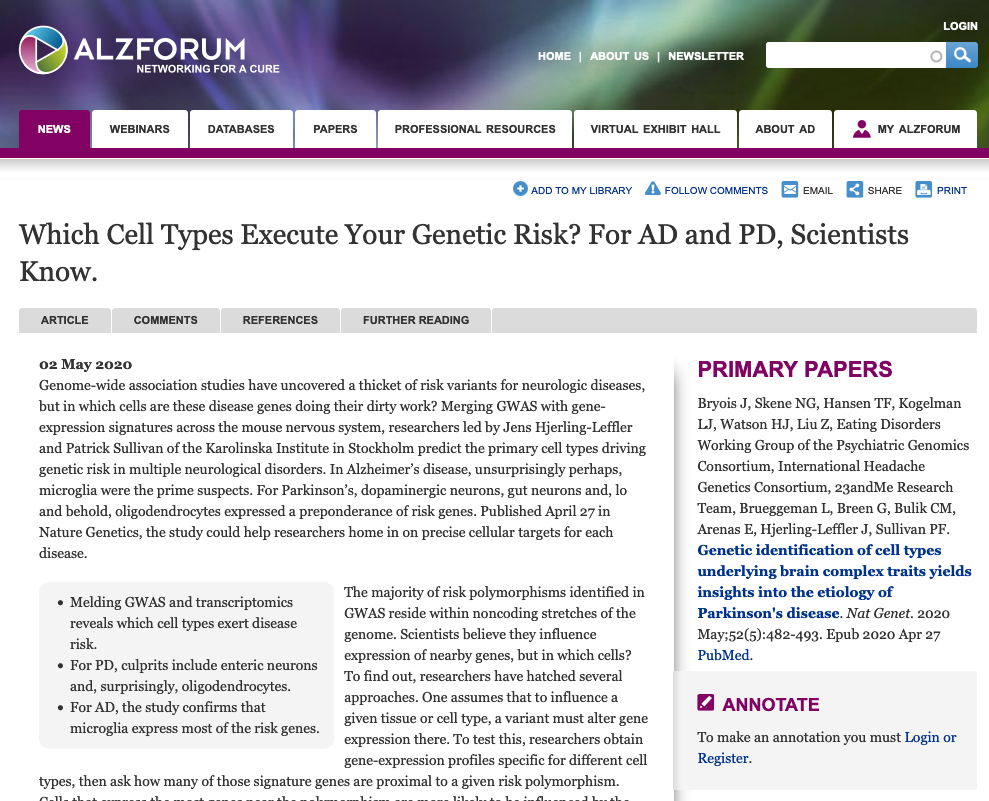 LOGIN
ALZFORUM
NETWORKING FOR A CURE
HOME | ABOUT US | NEWSLETTER
NEWS WEBINARS DATABASES PAPERS PROFESSIONAL RESOURCES VIRTUAL EXHIBIT HALL ABOUT AD MY ALZFORUM
ADD TO MY LIBRARY FOLLOW COMMENTS EMAIL SHARE PRINT
Which Cell Types Execute Your Genetic Risk? For AD and PD, Scientists
Know.
ARTICLE COMMENTS REFERENCES FURTHER READING
02 May 2020
Genome-wide association studies have uncovered a thicket of risk variants for neurologic diseases,
but in which cells are these disease genes doing their dirty work? Merging GWAS with gene-
expression signatures across the mouse nervous system, researchers led by Jens Hjerling-Leffler
and Patrick Sullivan of the Karolinska Institute in Stockholm predict the primary cell types driving
genetic risk in multiple neurological disorders. In Alzheimer's disease, unsurprisingly perhaps,
microglia were the prime suspects. For Parkinson's, dopaminergic neurons, gut neurons and, lo
and behold, oligodendrocytes expressed a preponderance of risk genes. Published April 27 in
Nature Genetics, the study could help researchers home in on precise cellular targets for each
disease.
• Melding GWAS and transcriptomics
reveals which cell types exert disease
risk.
• For PD, culprits include enteric neurons
and, surprisingly, oligodendrocytes.
• For AD, the study confirms that
microglia express most of the risk genes.
The majority of risk polymorphisms identified in
GWAS reside within noncoding stretches of the
genome. Scientists believe they influence
expression of nearby genes, but in which cells?
To find out, researchers have hatched several
approaches. One assumes that to influence a
given tissue or cell type, a variant must alter gene
expression there. To test this, researchers obtain
gene-expression profiles specific for different cell
types, then ask how many of those signature genes are proximal to a given risk polymorphism.
PRIMARY PAPERS
Bryois J, Skene NG, Hansen TF, Kogelman
LJ, Watson HJ, Liu Z, Eating Disorders
Working Group of the Psychiatric Genomics
Consortium, International Headache
Genetics Consortium, 23andMe Research
Team, Brueggeman L, Breen G, Bulik CM,
Arenas E, Hjerling-Leffler J, Sullivan PF.
Genetic identification of cell types
underlying brain complex traits yields
insights into the etiology of
Parkinson's disease. Nat Genet. 2020
May;52(5):482-493. Epub 2020 Apr 27
PubMed.
ANNOTATE
To make an annotation you must Login or
Register.